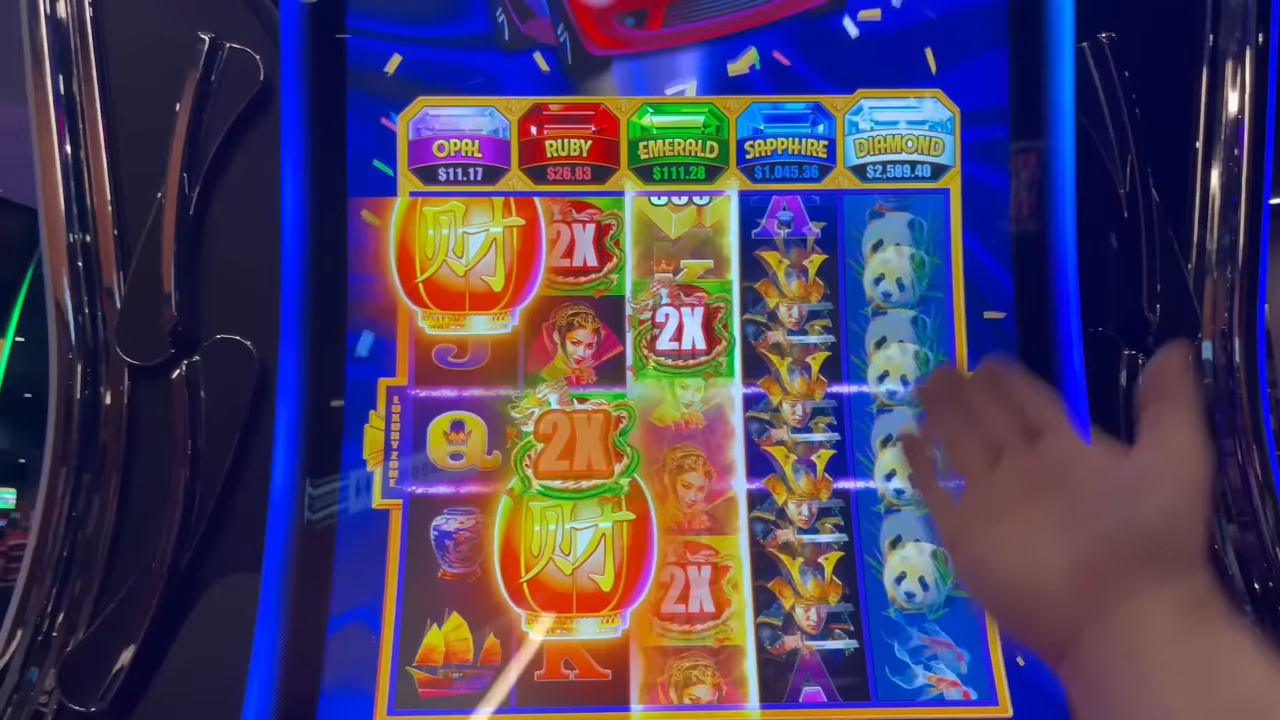 OPAL
$11.17
RUBY
$26.83
EMERALD
$111.28
SAPPHIRE
$1,045.36
DIAMOND
$2,589.40
财
2X
A
K
2X
J
LUXURY ZONE
Q
2X
财
2X
K
A